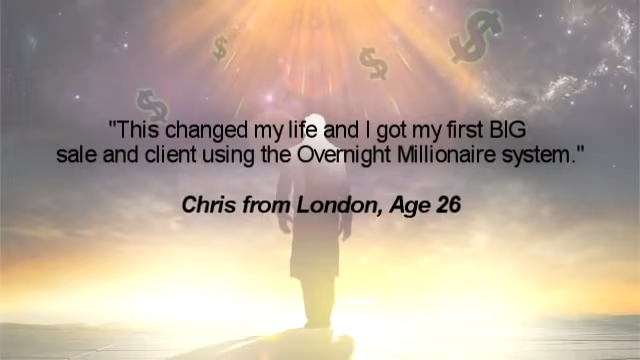 "This changed my life and I got my first BIG
sale and client using the Overnight Millionaire system."
Chris from London, Age 26